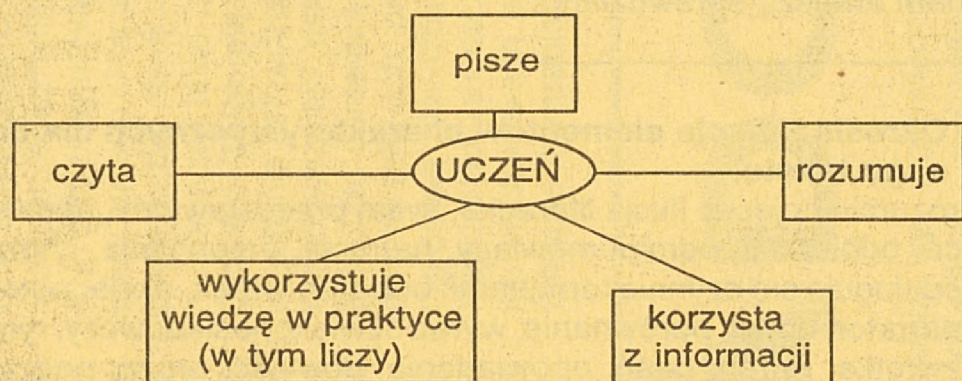 pisze
czyta
UCZEŃ
rozumuje
wykorzystuje
wiedzę w praktyce
(w tym liczy)
korzysta
z informacji